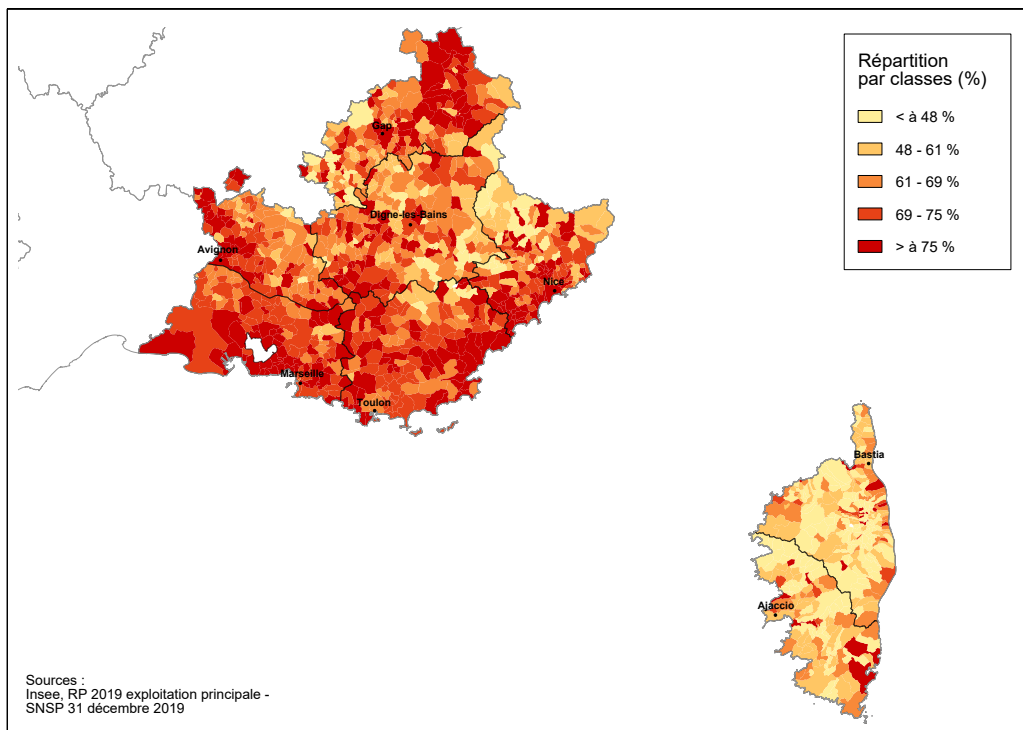 Répartition
par classes (%)
< à 48 %
48 - 61 %
61 - 69 %
69 - 75 %
> à 75 %
Gap
Digne-les-Bains
Avignon
Nice
Marseille
Toulon
Bastia
Ajaccio
Sources :
Insee, RP 2019 exploitation principale -
SNSP 31 décembre 2019